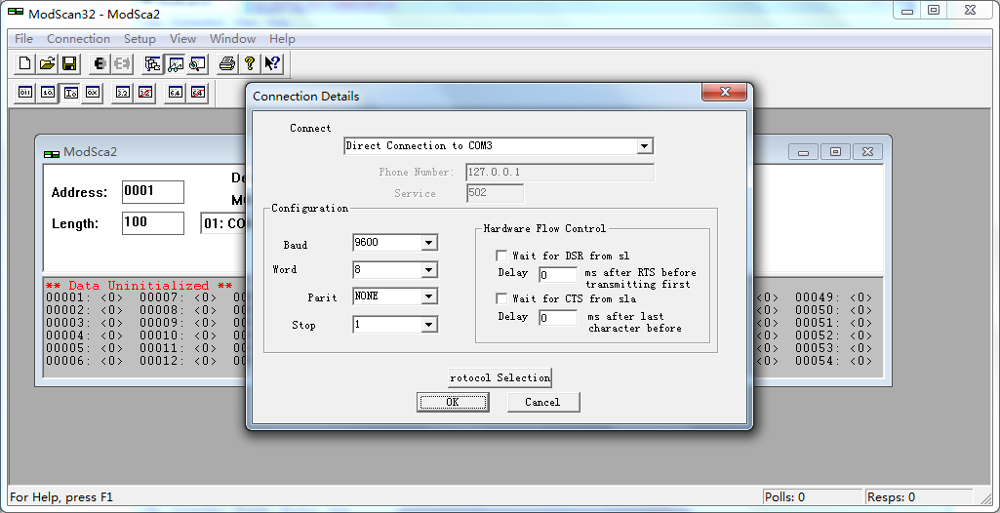 ModScan32 - ModSca2
File Connection Setup View Window Help
ModSca2
Address: 0001
Length: 100
De
MO
01: CO
** Data Uninitialized **
00001: <0> 00007: <0> 00049: <0>
00002: <0> 00008: <0> 00050: <0>
00003: <0> 00009: <0> 00051: <0>
00004: <0> 00010: <0> 00052: <0>
00005: <0> 00011: <0> 00053: <0>
00006: <0> 00012: <0> 00054: <0>
Connection Details
Connect
Direct Connection to COM3
Phone Number: 127.0.0.1
Service 502
Configuration
Baud 9600
Word 8
Parit NONE
Stop 1
Hardware Flow Control
Wait for DSR from sl
Delay 0 ms after RTS before
transmitting first
Wait for CTS from sla
Delay 0 ms after last
character before
rotocol Selection
OK Cancel
For Help, press F1 Polls: 0 Resps: 0